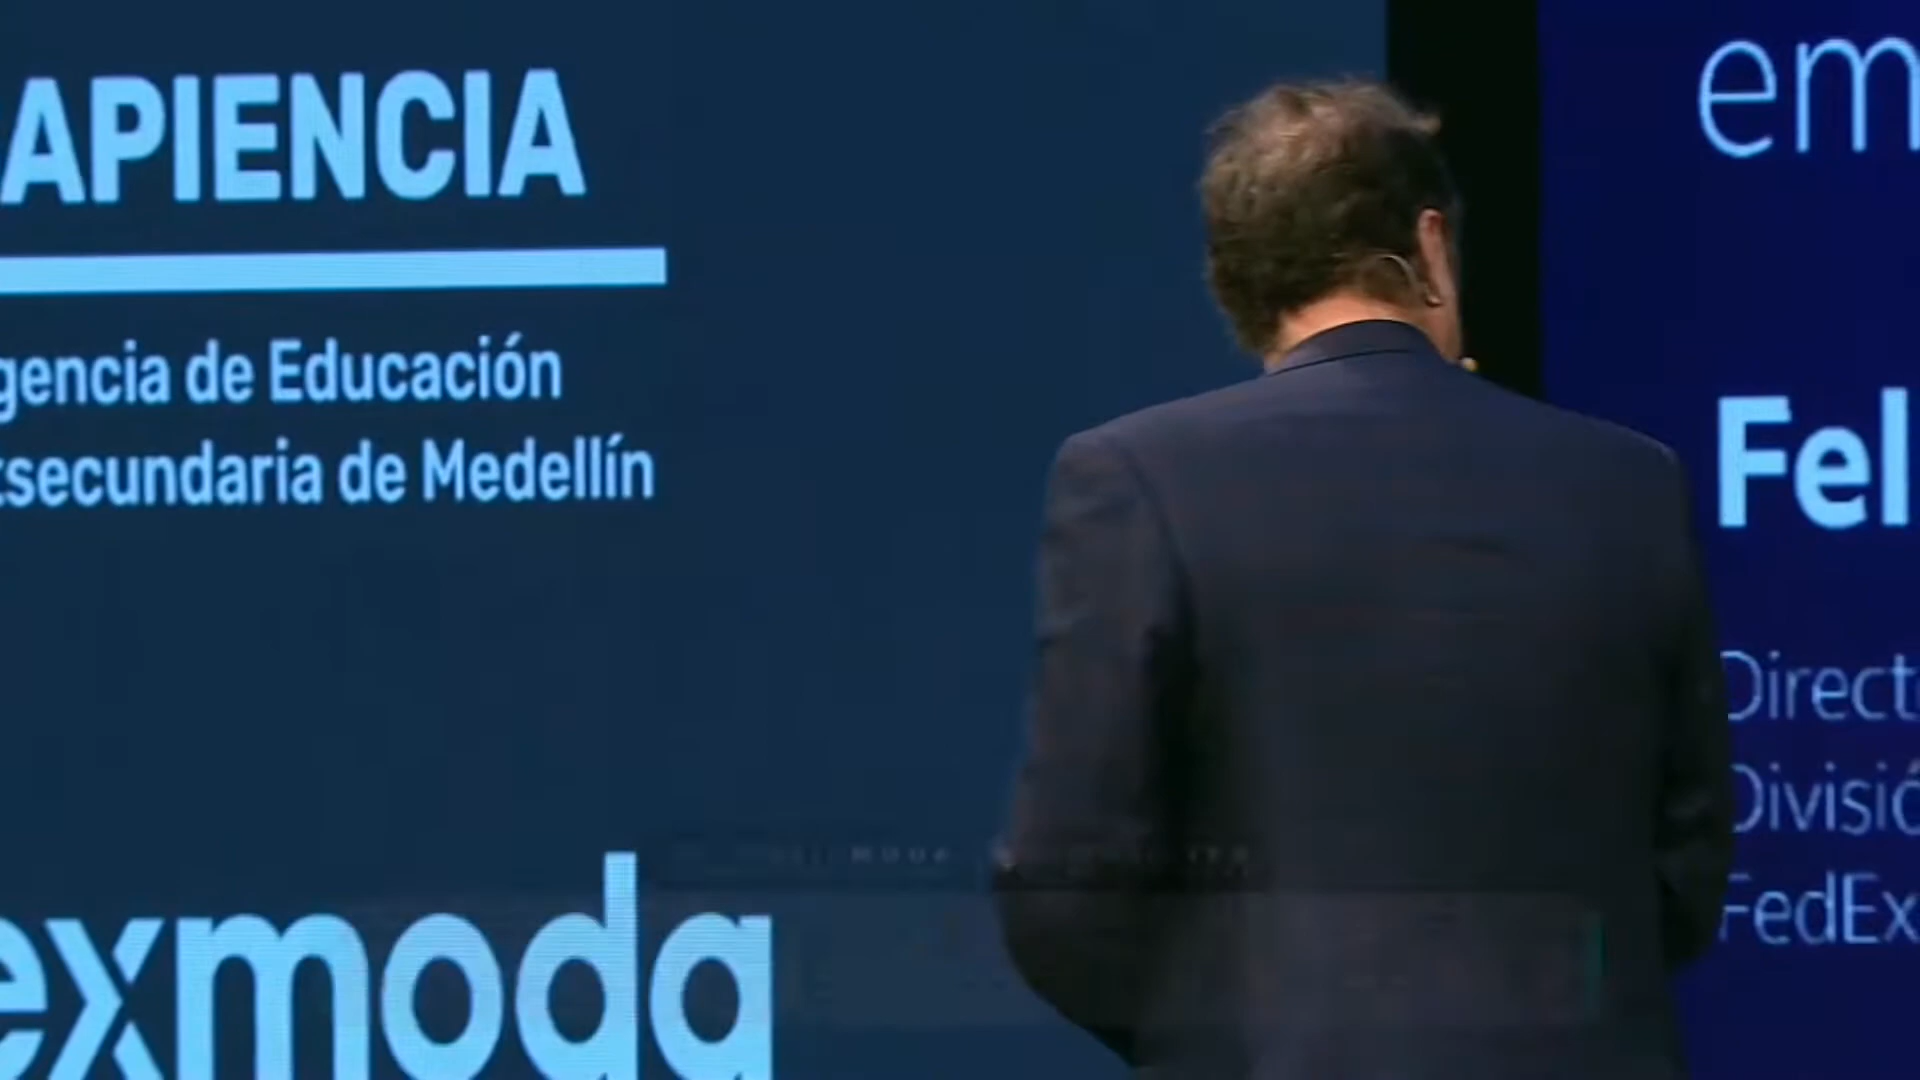 APIENCIA
gencia de Educación
tsecundaria de Medellín
exmoda
em
Fel
Direct
Divisió
FedEx